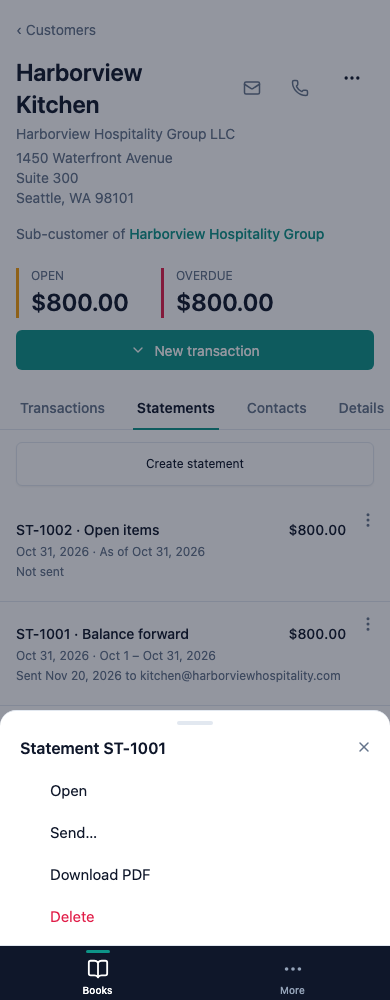 ‹ Customers
Harborview
Kitchen
Harborview Hospitality Group LLC
1450 Waterfront Avenue
Suite 300
Seattle, WA 98101
Sub-customer of Harborview Hospitality Group
OPEN
$800.00
OVERDUE
$800.00
New transaction
Transactions
Statements
Contacts
Details
Create statement
ST-1002 · Open items
$800.00
Oct 31, 2026 · As of Oct 31, 2026
Not sent
ST-1001 · Balance forward
$800.00
Oct 31, 2026 · Oct 1 – Oct 31, 2026
Sent Nov 20, 2026 to kitchen@harborviewhospitality.com
Statement ST-1001
Open
Send...
Download PDF
Delete
Books
More